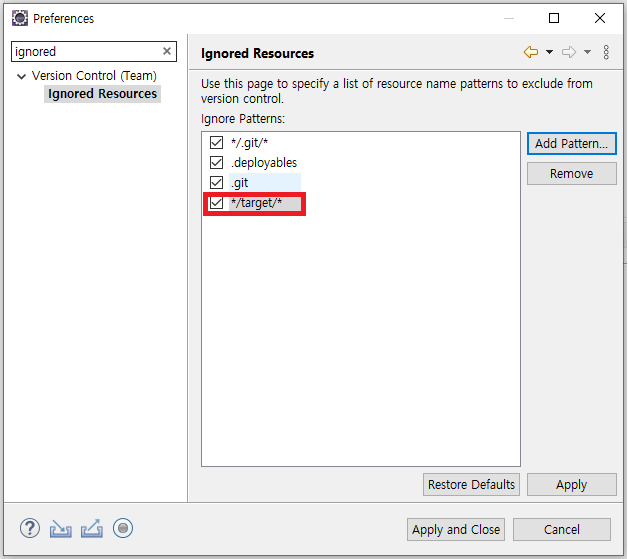 Preferences
ignored
Version Control (Team)
Ignored Resources
Ignored Resources
Use this page to specify a list of resource name patterns to exclude from
version control.
Ignore Patterns:
*/.git/*
.deployables
.git
*/target/*
Add Pattern...
Remove
Restore Defaults
Apply
Apply and Close
Cancel